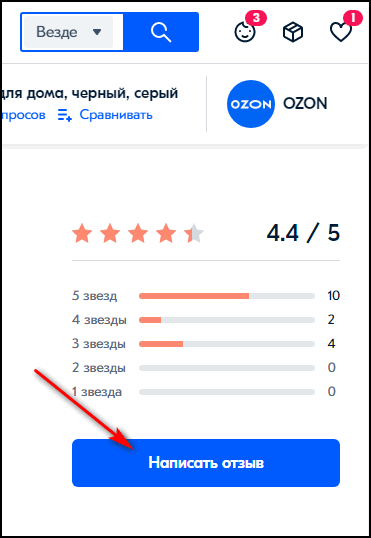 Везде
3
1
для дома, черный, серый
просов Сравнивать
OZON OZON
4.4 / 5
5 звезд 10
4 звезды 2
3 звезды 4
2 звезды 0
1 звезда 0
Написать отзыв